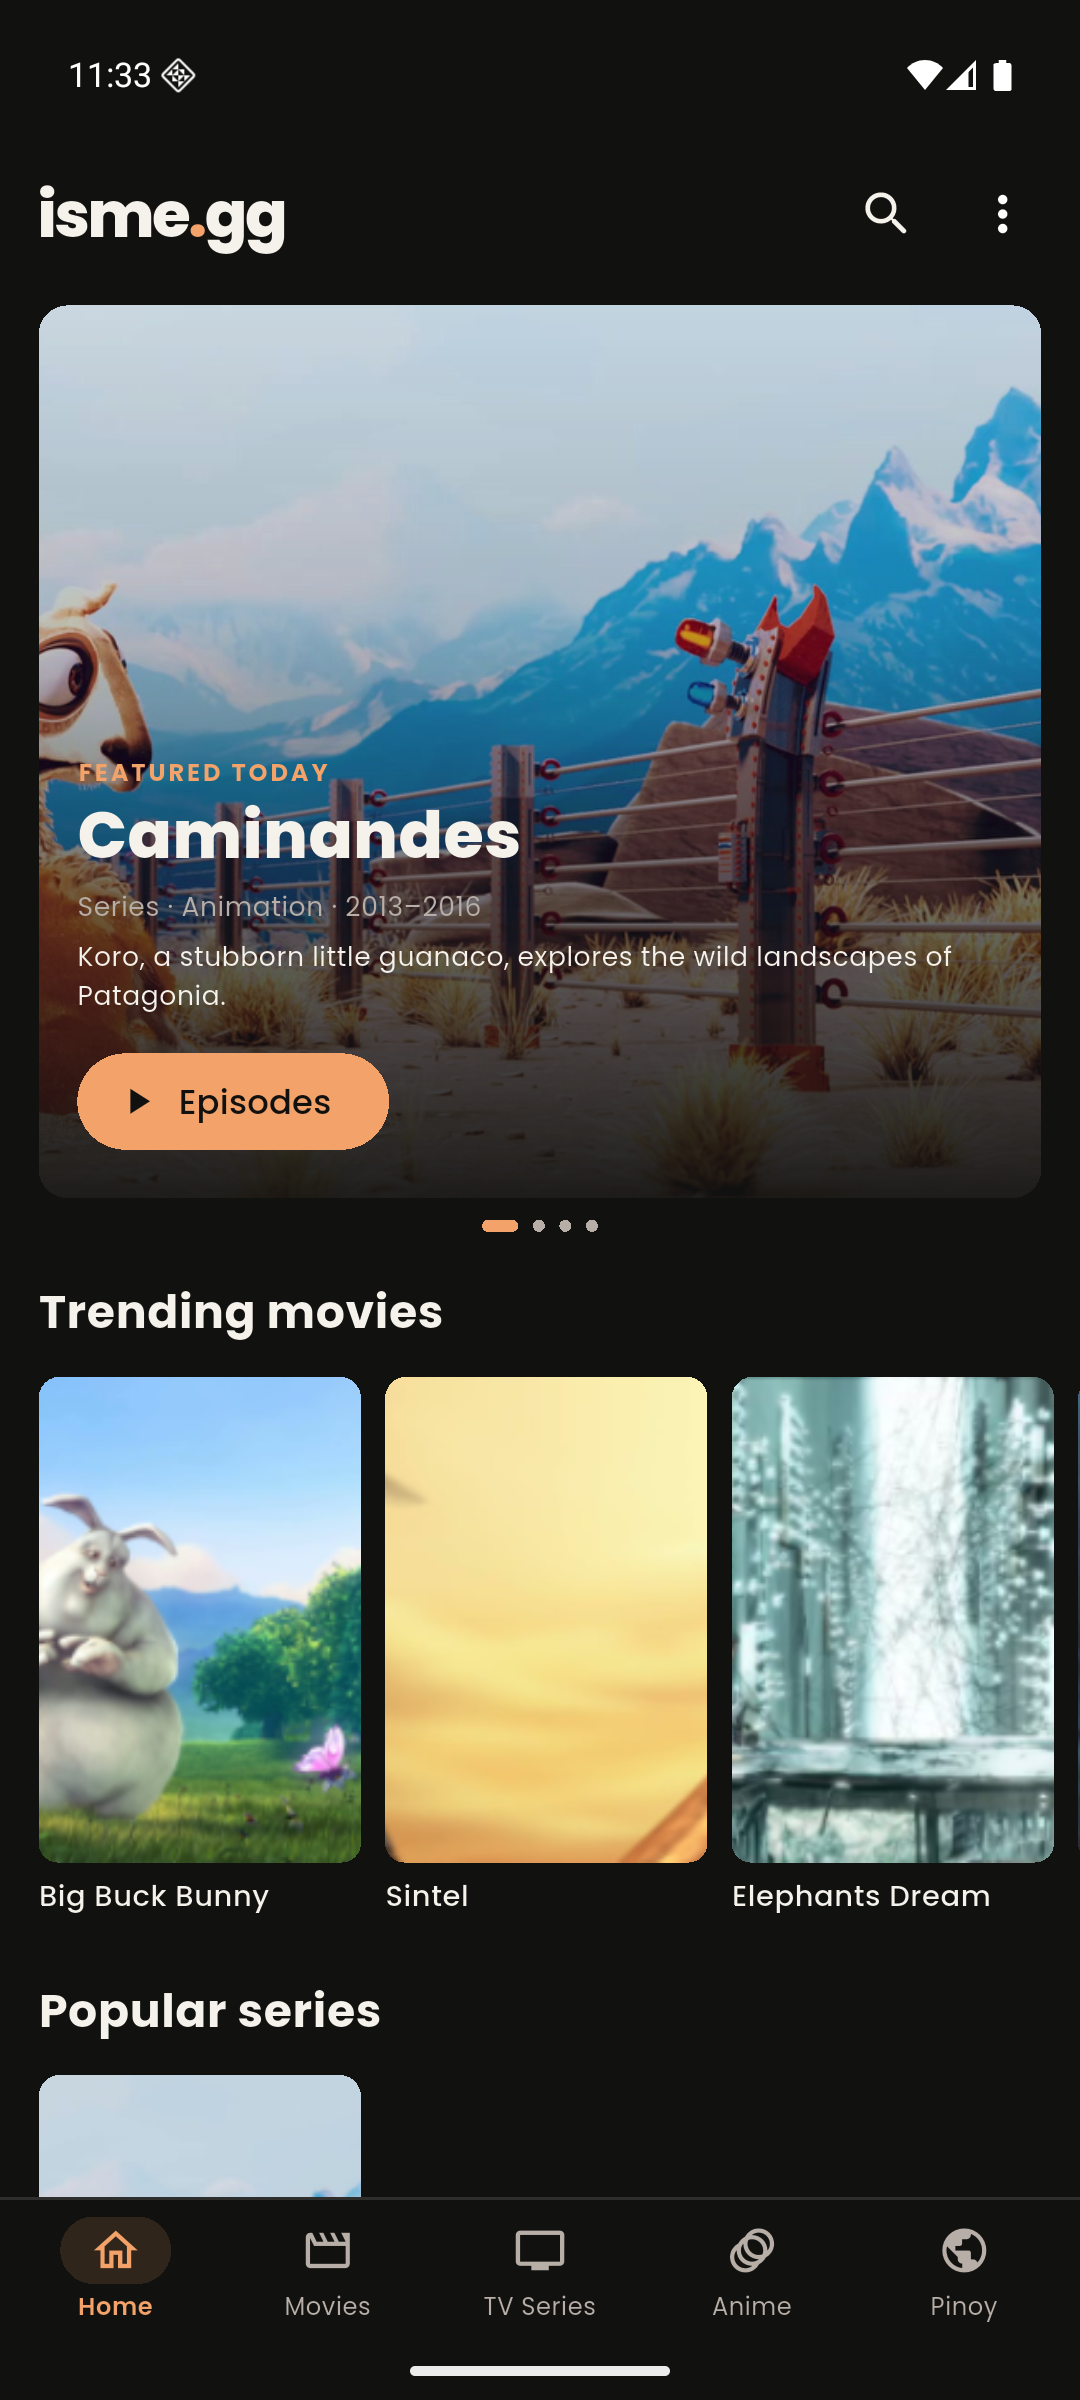 11:33
isme.gg
FEATURED TODAY
Caminandes
Series · Animation · 2013–2016
Koro, a stubborn little guanaco, explores the wild landscapes of
Patagonia.
Episodes
Trending movies
Big Buck Bunny
Sintel
Elephants Dream
Popular series
Home
Movies
TV Series
Anime
Pinoy